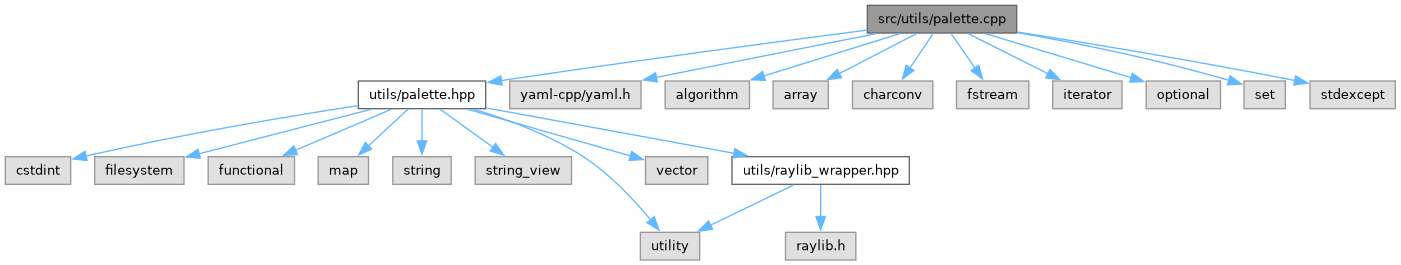 src/utils/palette.cpp
utils/palette.hpp
yaml-cpp/yaml.h
algorithm
array
charconv
fstream
iterator
optional
set
stdexcept
cstdint
filesystem
functional
map
string
string_view
vector
utils/raylib_wrapper.hpp
utility
raylib.h